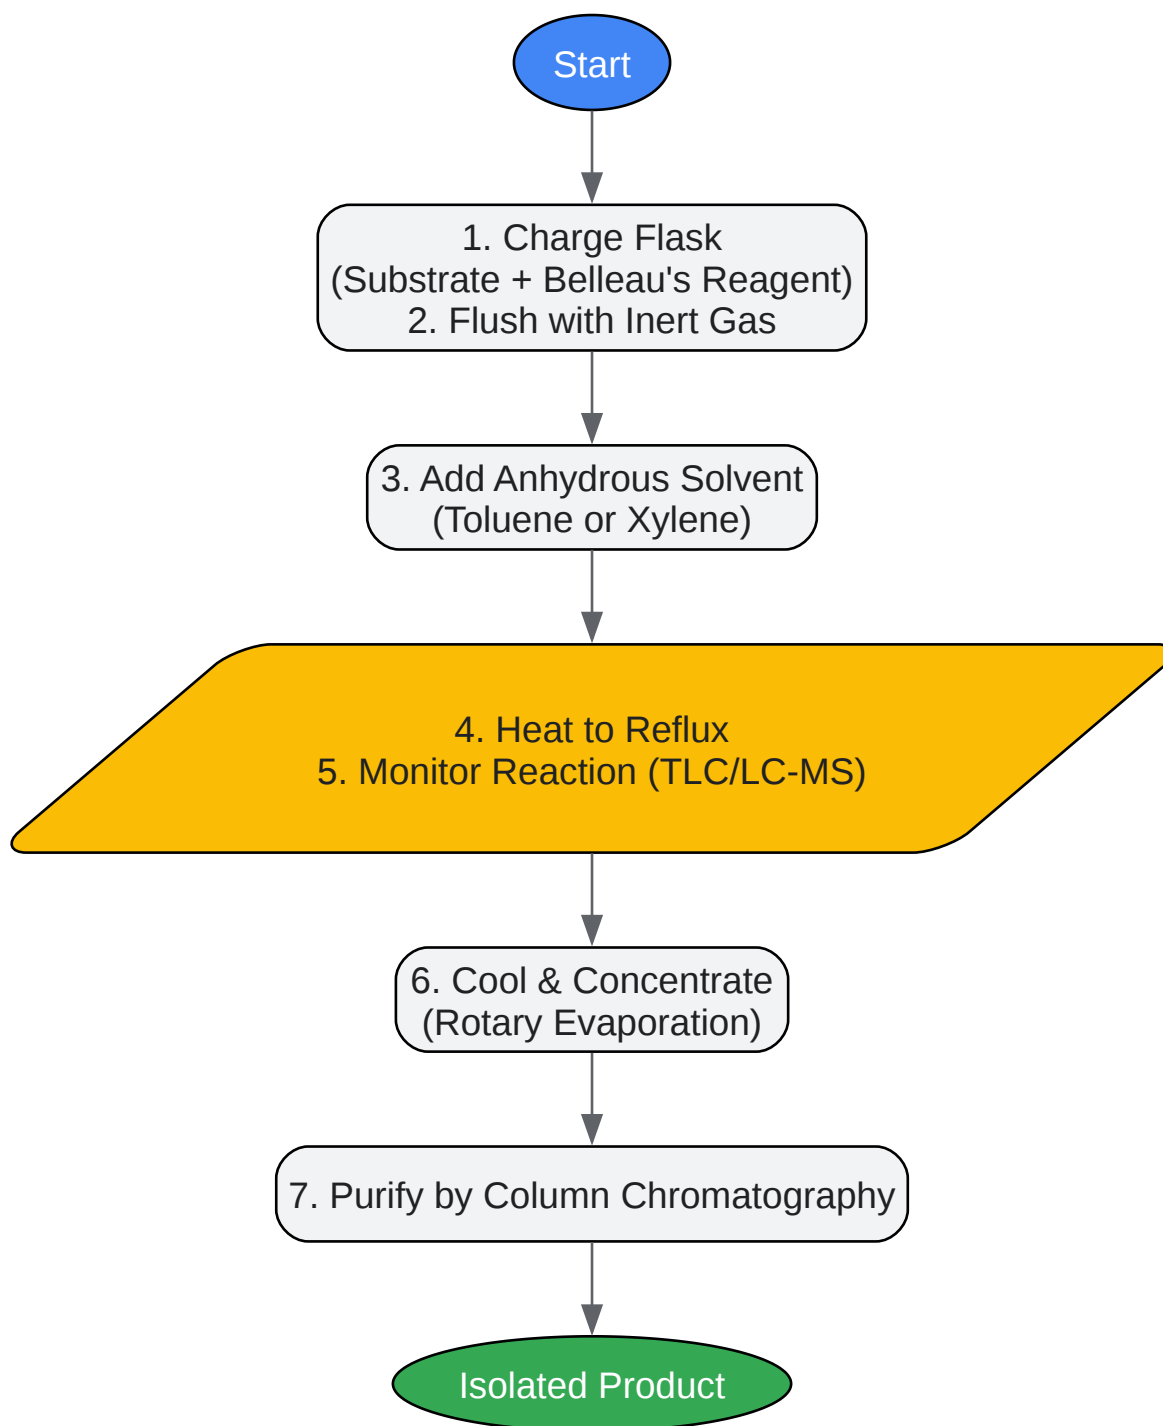 Start
1. Charge Flask
(Substrate + Belleau's Reagent)
2. Flush with Inert Gas
3. Add Anhydrous Solvent
(Toluene or Xylene)
4. Heat to Reflux
5. Monitor Reaction (TLC/LC-MS)
6. Cool & Concentrate
(Rotary Evaporation)
7. Purify by Column Chromatography
Isolated Product